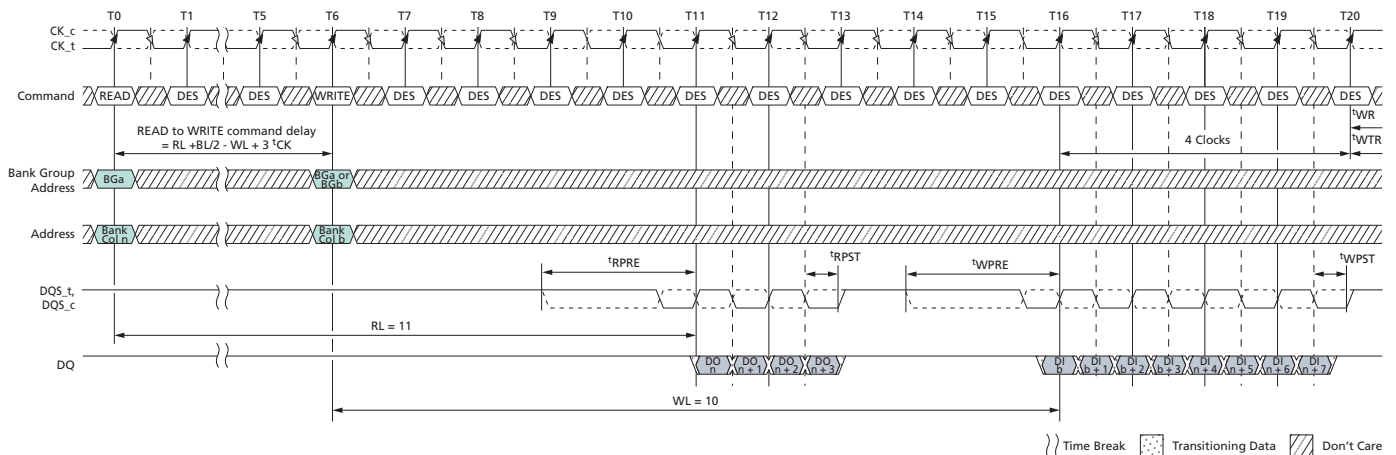 T0 T1 T5 T6 T7 T8 T9 T10 T11 T12 T13 T14 T15 T16 T17 T18 T19 T20
CK_c
CK_t
Command READ DES DES WRITE DES DES DES DES DES DES DES DES DES DES DES DES DES DES
tWR
READ to WRITE command delay
= RL +BL/2 - WL + 3 tCK
4 Clocks
tWTR
Bank Group
Address
BGa
BGa or
BGb
Address
Bank
Col n
Bank
Col b
tRPRE
tRPST
tWPRE
tWPST
DQS_t,
DQS_c
RL = 11
DQ
DO
n
DO
n + 1
DO
n + 2
DO
n + 3
DI
b
DI
b + 1
DI
b + 2
DI
b + 3
DI
n + 4
DI
n + 5
DI
n + 6
DI
n + 7
WL = 10
Time Break
Transitioning Data
Don't Care